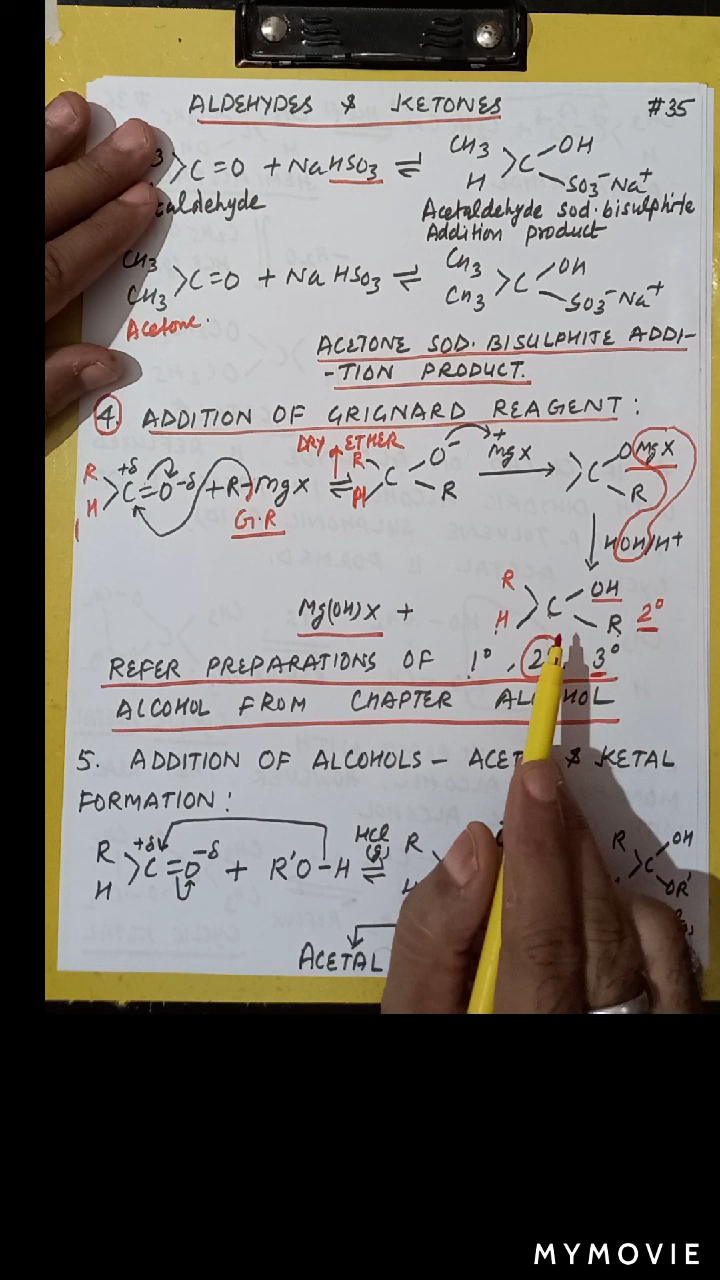 ALDEHYDES & KETONES #35
3 >C=O + NaHSO₃ ⇌ CH₃ H >C -OH -SO₃⁻Na⁺
Acetaldehyde sod. bisulphite
Addition product
CH₃ CH₃ >C=O + NaHSO₃ ⇌ CH₃ CH₃ >C -OH -SO₃⁻Na⁺
Acetone.
ACETONE SOD. BISULPHITE ADDI-
-TION PRODUCT.
4. ADDITION OF GRIGNARD REAGENT:
DRY ETHER
R H >C⁺ᵟ=O⁻ᵟ + R-MgX ⇌ R H >C -O⁻ -R ⁺MgX → >C -OMgX -R
G.R
HOH/H⁺
Mg(OH)X + R H >C -OH -R 2°
REFER PREPARATIONS OF 1°, 2°, 3°
ALCOHOL FROM CHAPTER ALCOHOL
5. ADDITION OF ALCOHOLS - & KETAL
FORMATION:
R H >C⁺ᵟ=O⁻ᵟ + R'O-H ⇌ HCl (g) R H R >C OH OR'
ACETAL
MYMOVIE